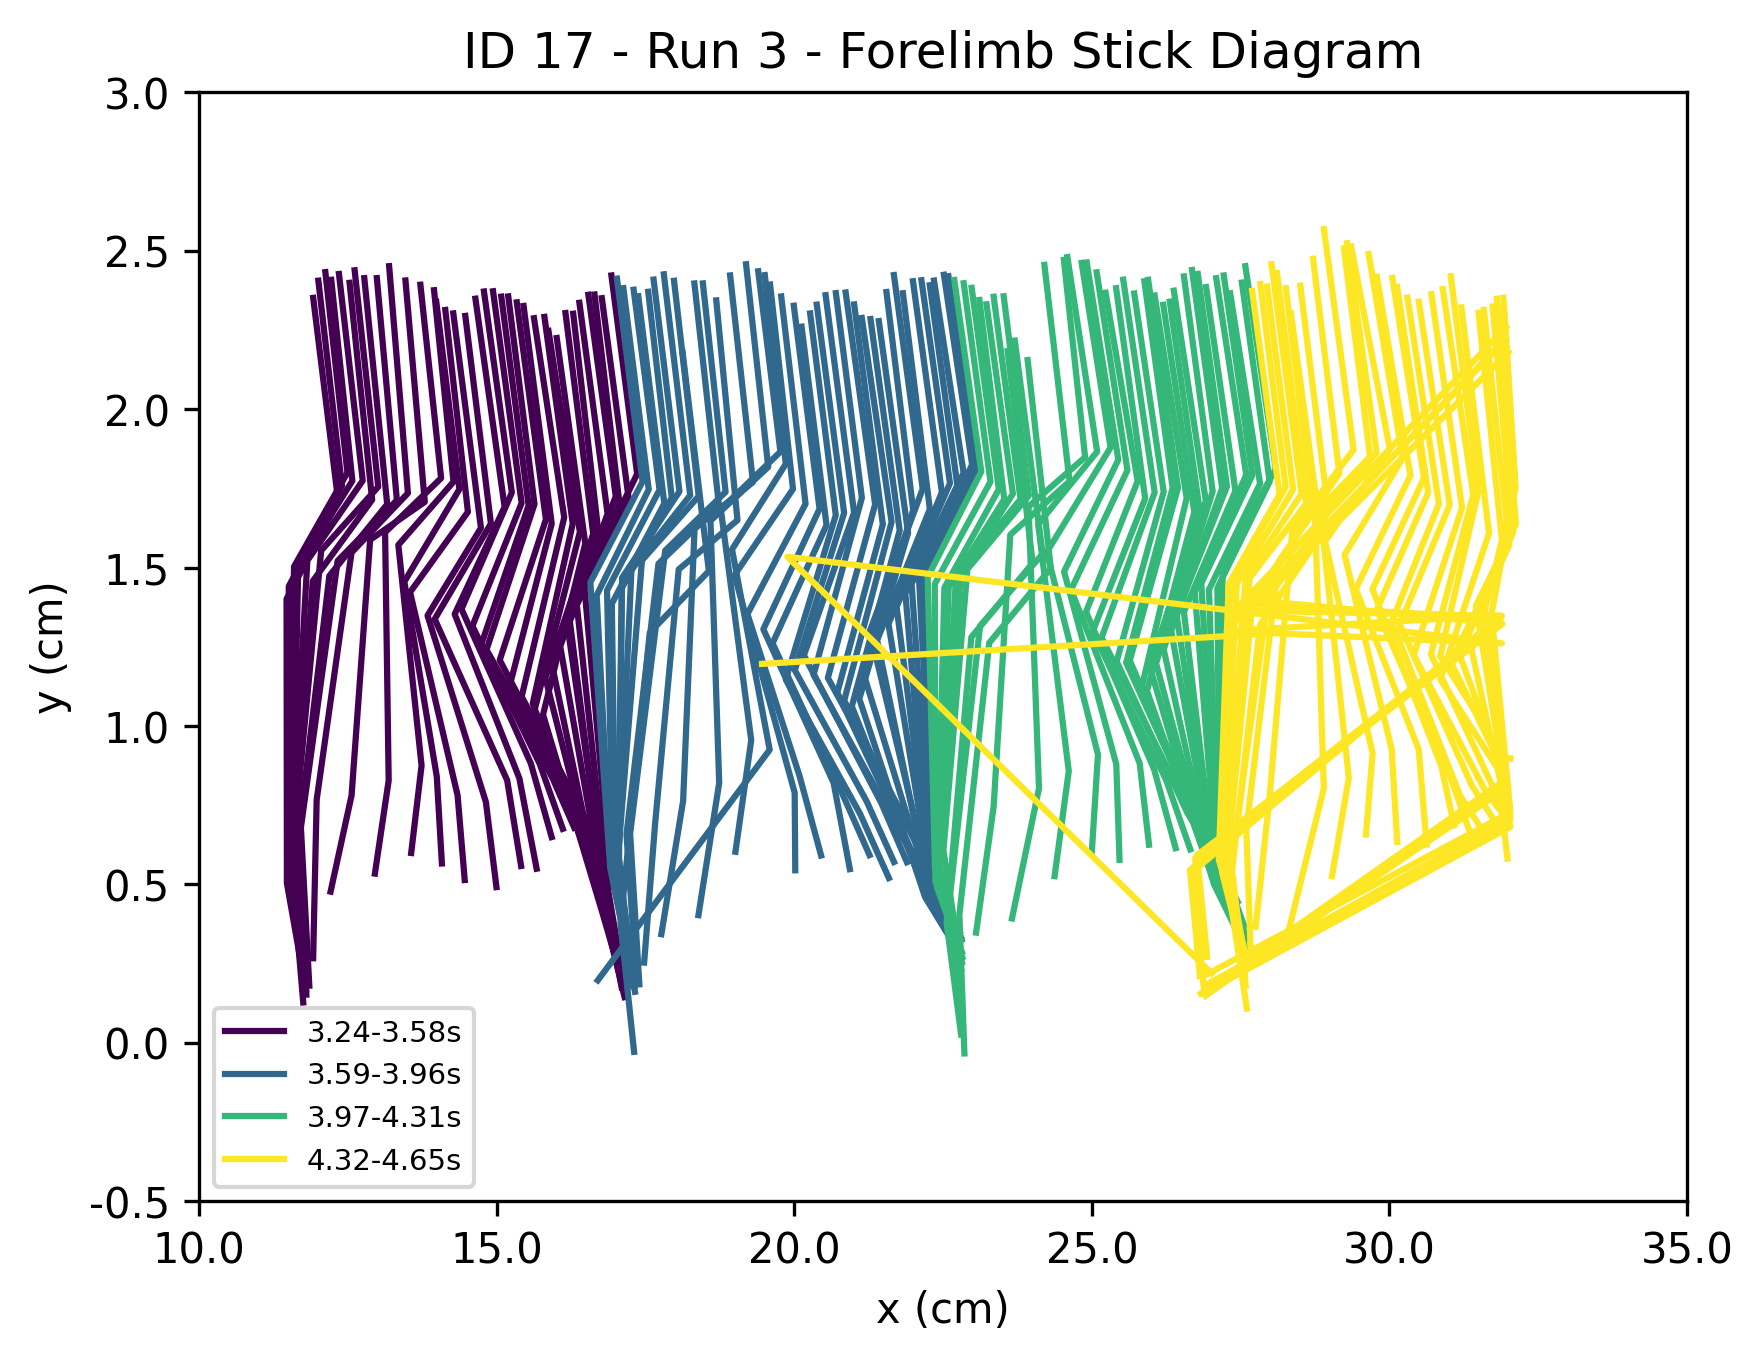 ID 17 - Run 3 - Forelimb Stick Diagram
3.0
2.5
2.0
1.5
1.0
0.5
0.0
-0.5
y (cm)
3.24-3.58s
3.59-3.96s
3.97-4.31s
4.32-4.65s
10.0 15.0 20.0 25.0 30.0 35.0
x (cm)